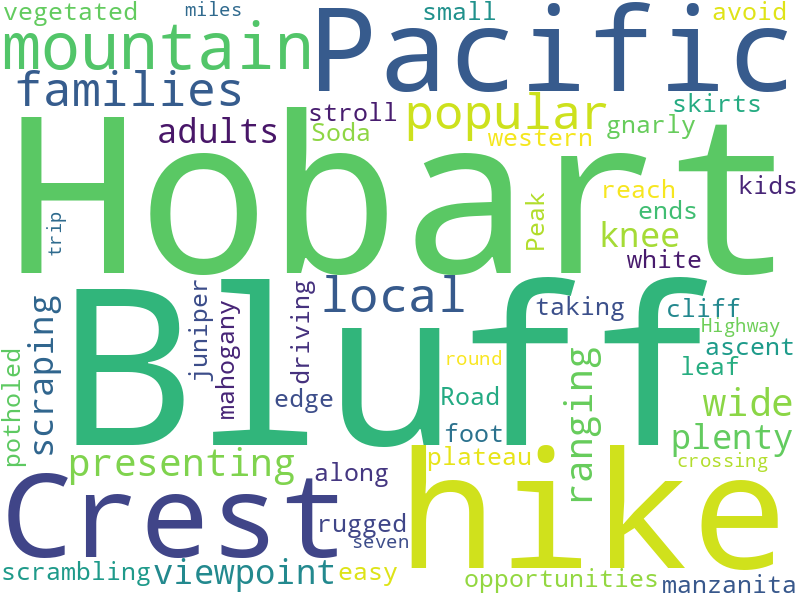 vegetated miles small avoid
mountain Pacific
families
popular skirts
stroll
adults Soda western gnarly
Hobart
reach kids
trip Peak ends
knee
white
local
juniper
mahogany
driving
taking cliff
Highway
ascent
scraping
potholed
Bluff
round
leaf
edge Road
ranging
wide
foot
plenty
presenting plateau crossing
Crest along hike
rugged
seven
scrambling viewpoint easy opportunities manzanita